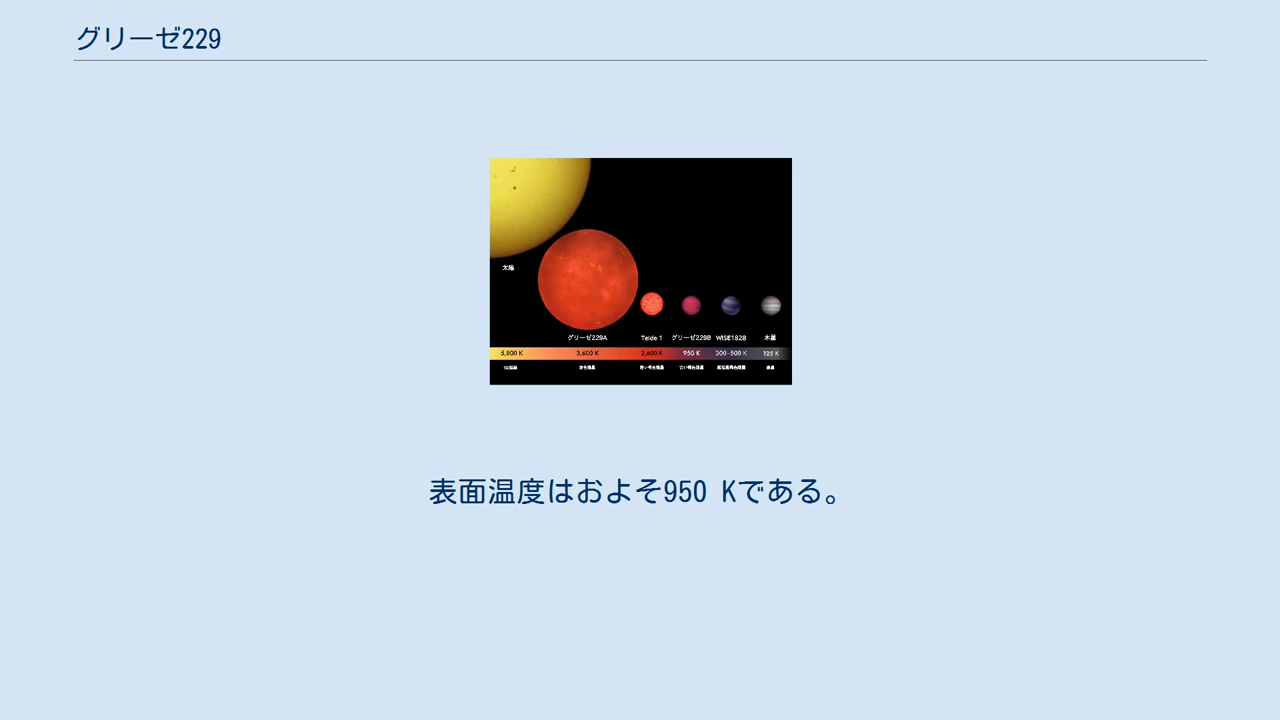 グリーゼ229
太陽
グリーゼ229A Teide 1 グリーゼ229B WISE1828 木星
5,800 K 3,600 K 2,600 K 950 K 300-500 K 125 K
表面温度はおよそ950 Kである。